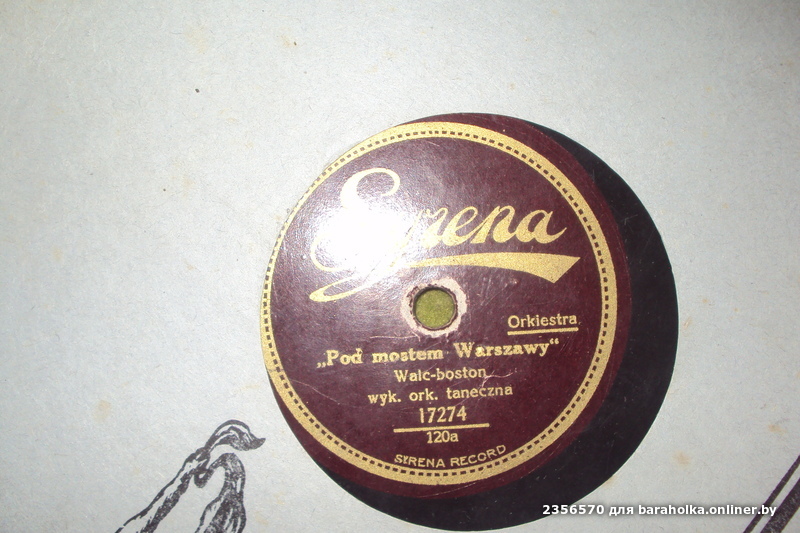 Syrena
Orkiestra
„Pod mostem Warszawy“
Walc-boston
wyk. ork. taneczna
17274
120a
SYRENA RECORD
2356570 для baraholka.onliner.by